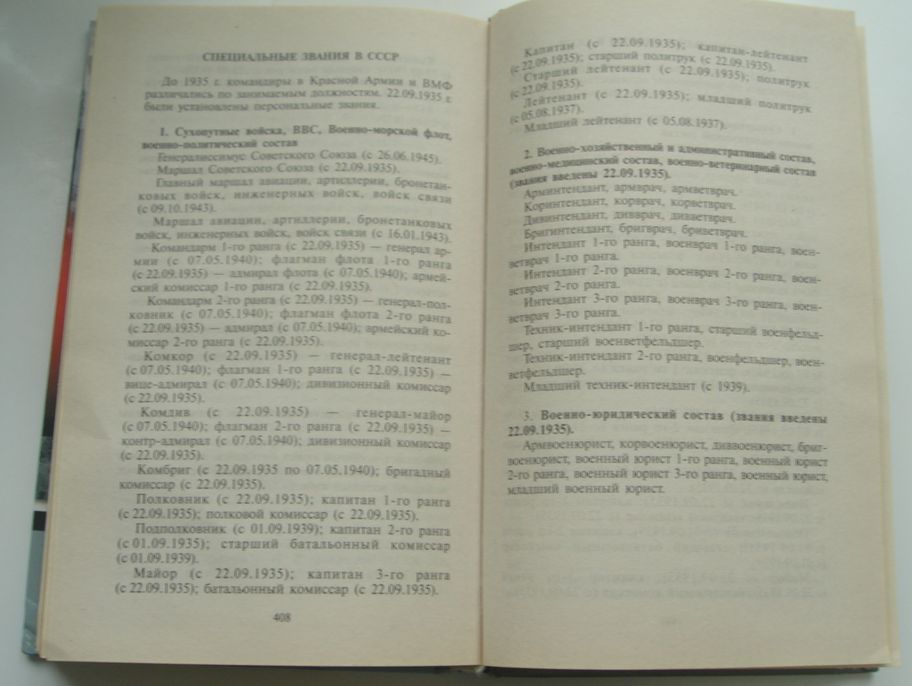 СПЕЦИАЛЬНЫЕ ЗВАНИЯ В СССР
До 1935 г. командиры в Красной Армии и ВМФ
различались по занимаемым должностям. 22.09.1935 г.
были установлены персональные звания.
1. Сухопутные войска, ВВС, Военно-морской флот,
военно-политический состав
Генералиссимус Советского Союза (с 26.06.1945).
Маршал Советского Союза (с 22.09.1935).
Главный маршал авиации, артиллерии, бронетан-
ковых войск, инженерных войск, войск связи
(с 09.10.1943).
Маршал авиации, артиллерии, бронетанковых
войск, инженерных войск, войск связи (с 16.01.1943).
Командарм 1-го ранга (с 22.09.1935) — генерал ар-
мии (с 07.05.1940); флагман флота 1-го ранга
(с 22.09.1935) — адмирал флота (с 07.05.1940); армей-
ский комиссар 1-го ранга (с 22.09.1935).
Командарм 2-го ранга (с 22.09.1935) — генерал-пол-
ковник (с 07.05.1940); флагман флота 2-го ранга
(с 22.09.1935) — адмирал (с 07.05.1940); армейский ко-
миссар 2-го ранга (с 22.09.1935).
Комкор (с 22.09.1935) — генерал-лейтенант
(с 07.05.1940); флагман 1-го ранга (с 22.09.1935) —
вице-адмирал (с 07.05.1940); дивизионный комиссар
(с 22.09.1935).
Комдив (с 22.09.1935) — генерал-майор
(с 07.05.1940); флагман 2-го ранга (с 22.09.1935) —
контр-адмирал (с 07.05.1940); дивизионный комиссар
(с 22.09.1935).
Комбриг (с 22.09.1935 по 07.05.1940); бригадный
комиссар (с 22.09.1935).
Полковник (с 22.09.1935); капитан 1-го ранга
(с 22.09.1935); полковой комиссар (с 22.09.1935).
Подполковник (с 01.09.1939); капитан 2-го ранга
(с 01.09.1935); старший батальонный комиссар
(с 01.09.1939).
Майор (с 22.09.1935); капитан 3-го ранга
(с 22.09.1935); батальонный комиссар (с 22.09.1935).
408
Капитан (с 22.09.1935); капитан-лейтенант
(с 22.09.1935); старший политрук (с 22.09.1935).
Старший лейтенант (с 22.09.1935); политрук
(с 22.09.1935).
Лейтенант (с 22.09.1935); младший политрук
(с 05.08.1937).
Младший лейтенант (с 05.08.1937).
2. Военно-хозяйственный и административный состав,
военно-медицинский состав, военно-ветеринарный состав
(звания введены 22.09.1935).
Арминтендант, армврач, армветврач.
Коринтендант, корврач, корветврач.
Дивинтендант, дивврач, дивветврач.
Бригинтендант, бригврач, бригветврач.
Интендант 1-го ранга, военврач 1-го ранга, воен-
ветврач 1-го ранга.
Интендант 2-го ранга, военврач 2-го ранга, воен-
ветврач 2-го ранга.
Интендант 3-го ранга, военврач 3-го ранга, воен-
ветврач 3-го ранга.
Техник-интендант 1-го ранга, старший военфельд-
шер, старший военветфельдшер.
Техник-интендант 2-го ранга, военфельдшер, воен-
ветфельдшер.
Младший техник-интендант (с 1939).
3. Военно-юридический состав (звания введены
22.09.1935).
Армвоенюрист, корвоенюрист, диввоенюрист, бриг-
военюрист, военный юрист 1-го ранга, военный юрист
2-го ранга, военный юрист 3-го ранга, военный юрист,
младший военный юрист.